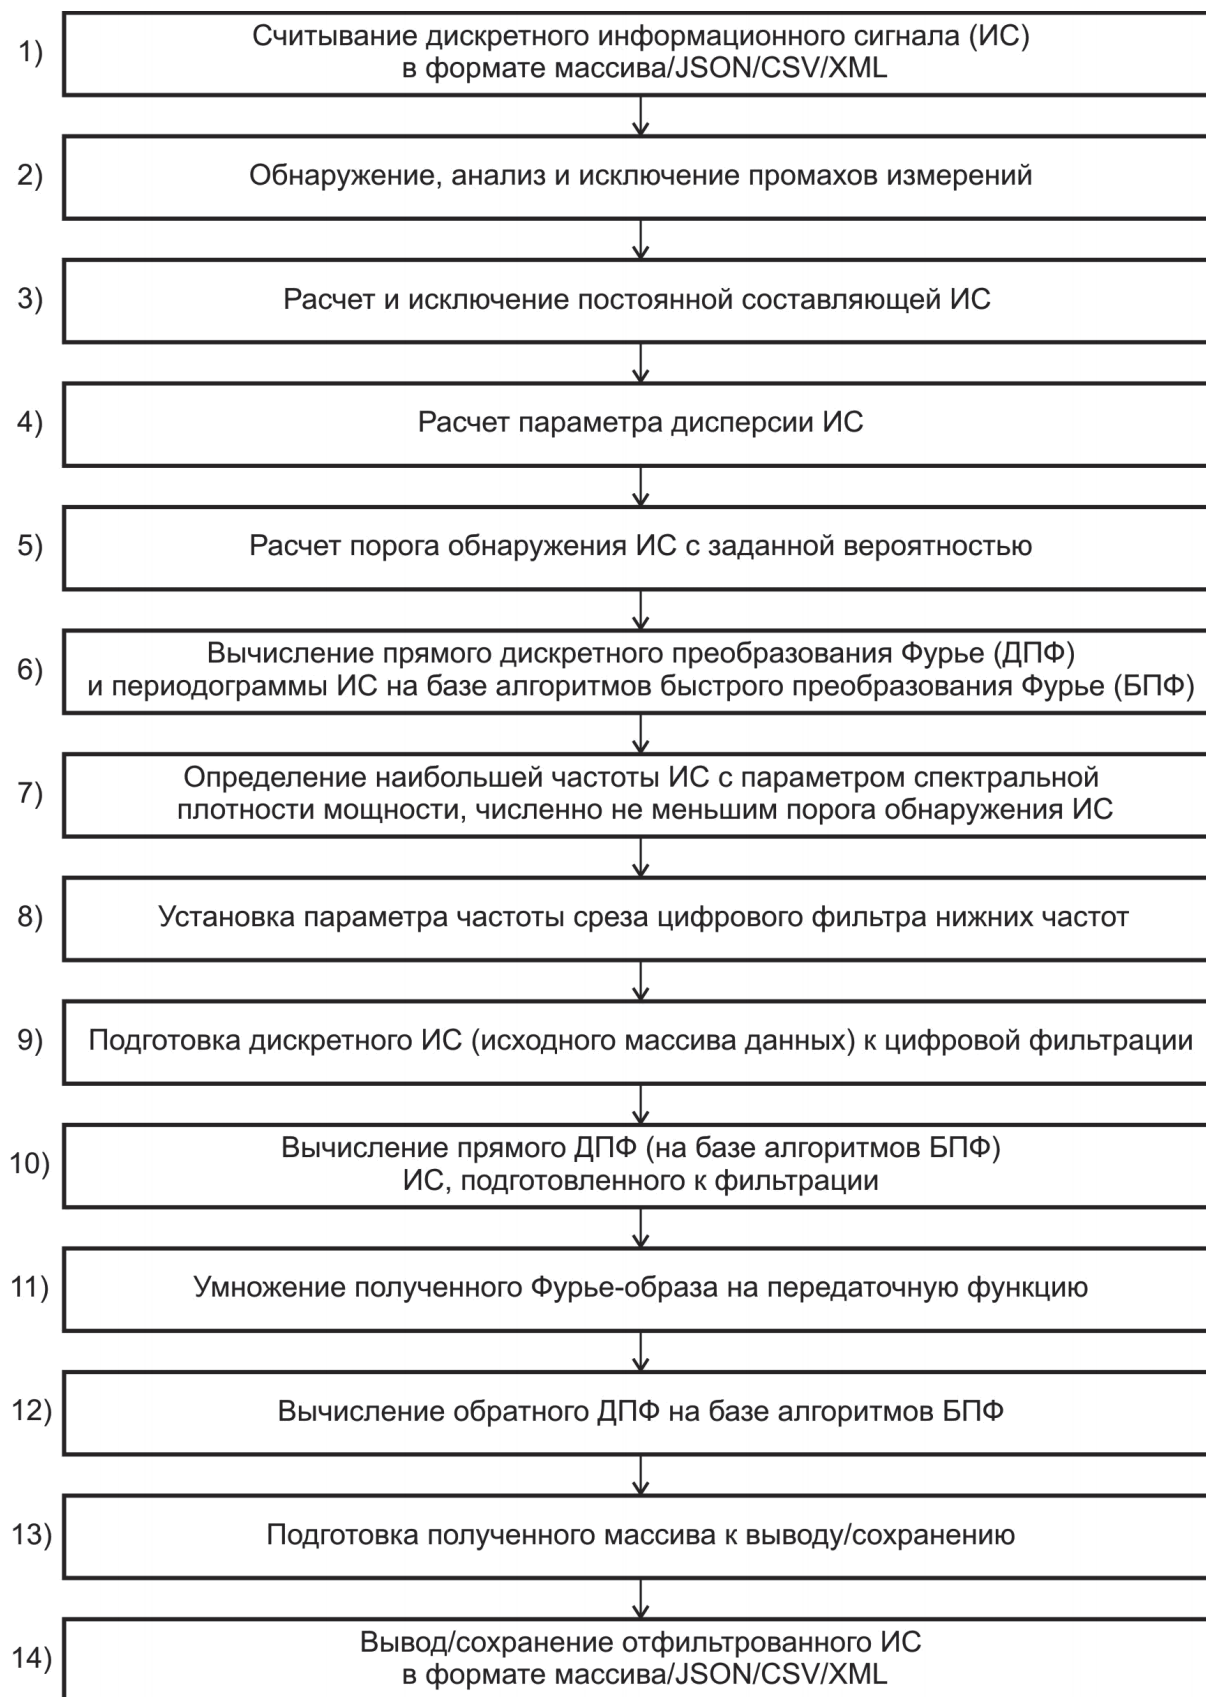 1)
Считывание дискретного информационного сигнала (ИС)
в формате массива/JSON/CSV/XML
2)
Обнаружение, анализ и исключение промахов измерений
3)
Расчет и исключение постоянной составляющей ИС
4)
Расчет параметра дисперсии ИС
5)
Расчет порога обнаружения ИС с заданной вероятностью
6)
Вычисление прямого дискретного преобразования Фурье (ДПФ)
и периодограммы ИС на базе алгоритмов быстрого преобразования Фурье (БПФ)
7)
Определение наибольшей частоты ИС с параметром спектральной
плотности мощности, численно не меньшим порога обнаружения ИС
8)
Установка параметра частоты среза цифрового фильтра нижних частот
9)
Подготовка дискретного ИС (исходного массива данных) к цифровой фильтрации
10)
Вычисление прямого ДПФ (на базе алгоритмов БПФ)
ИС, подготовленного к фильтрации
11)
Умножение полученного Фурье-образа на передаточную функцию
12)
Вычисление обратного ДПФ на базе алгоритмов БПФ
13)
Подготовка полученного массива к выводу/сохранению
14)
Вывод/сохранение отфильтрованного ИС
в формате массива/JSON/CSV/XML